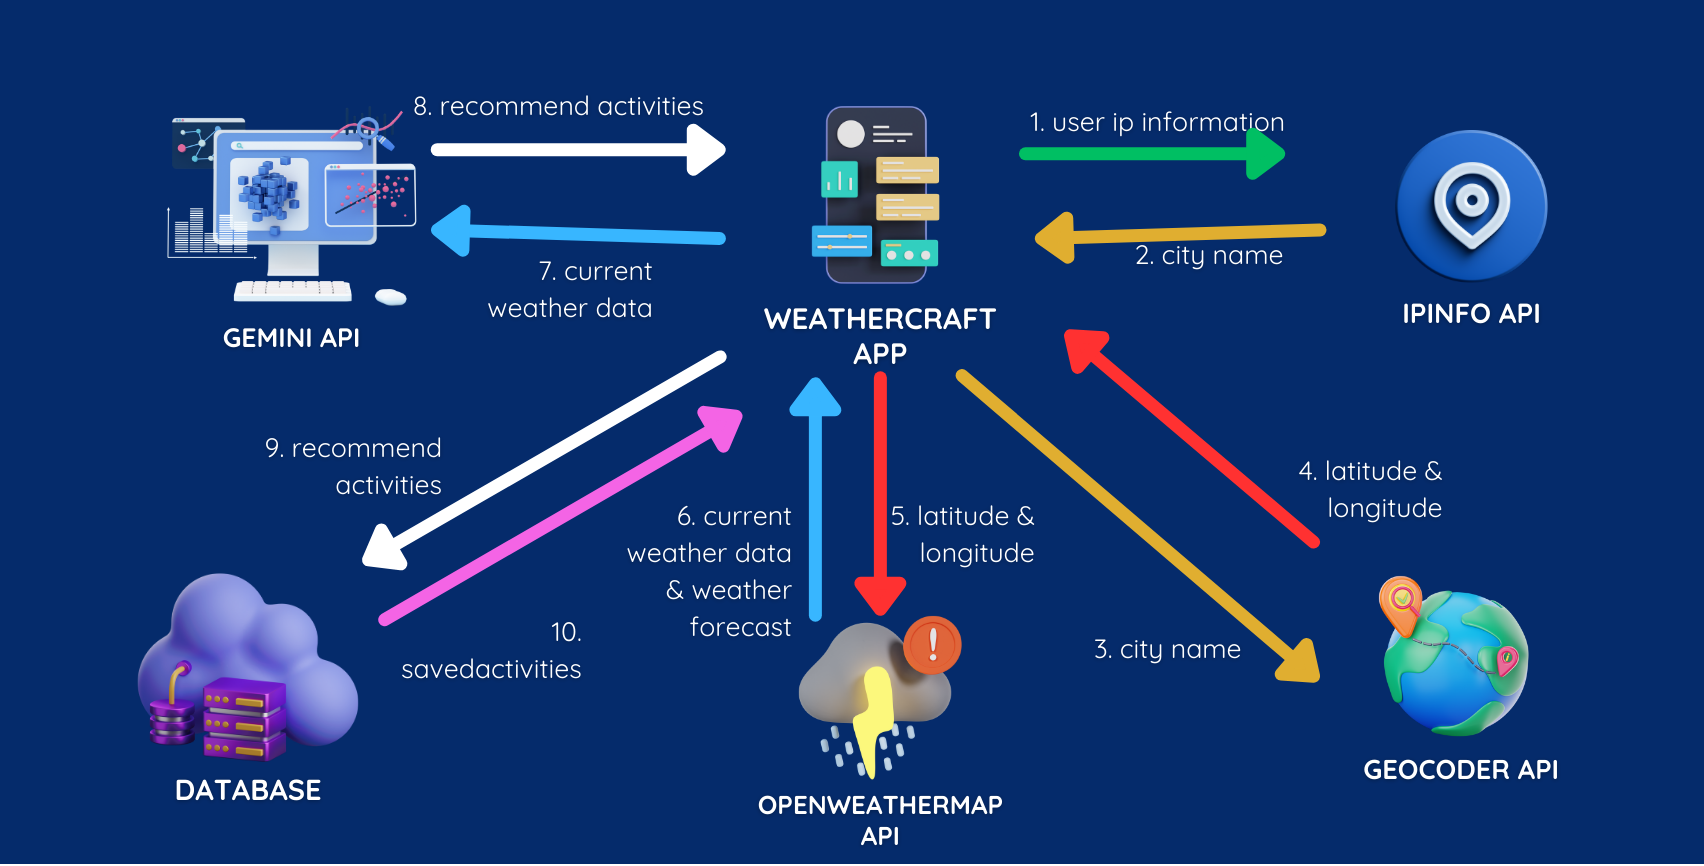 8. recommend activities
1. user ip information
2. city name
7. current
weather data
GEMINI API
WEATHERCRAFT
APP
IPINFO API
9. recommend
activities
6. current
weather data
& weather
forecast
5. latitude &
longitude
4. latitude &
longitude
10.
savedactivities
3. city name
DATABASE
OPENWEATHERMAP
API
GEOCODER API